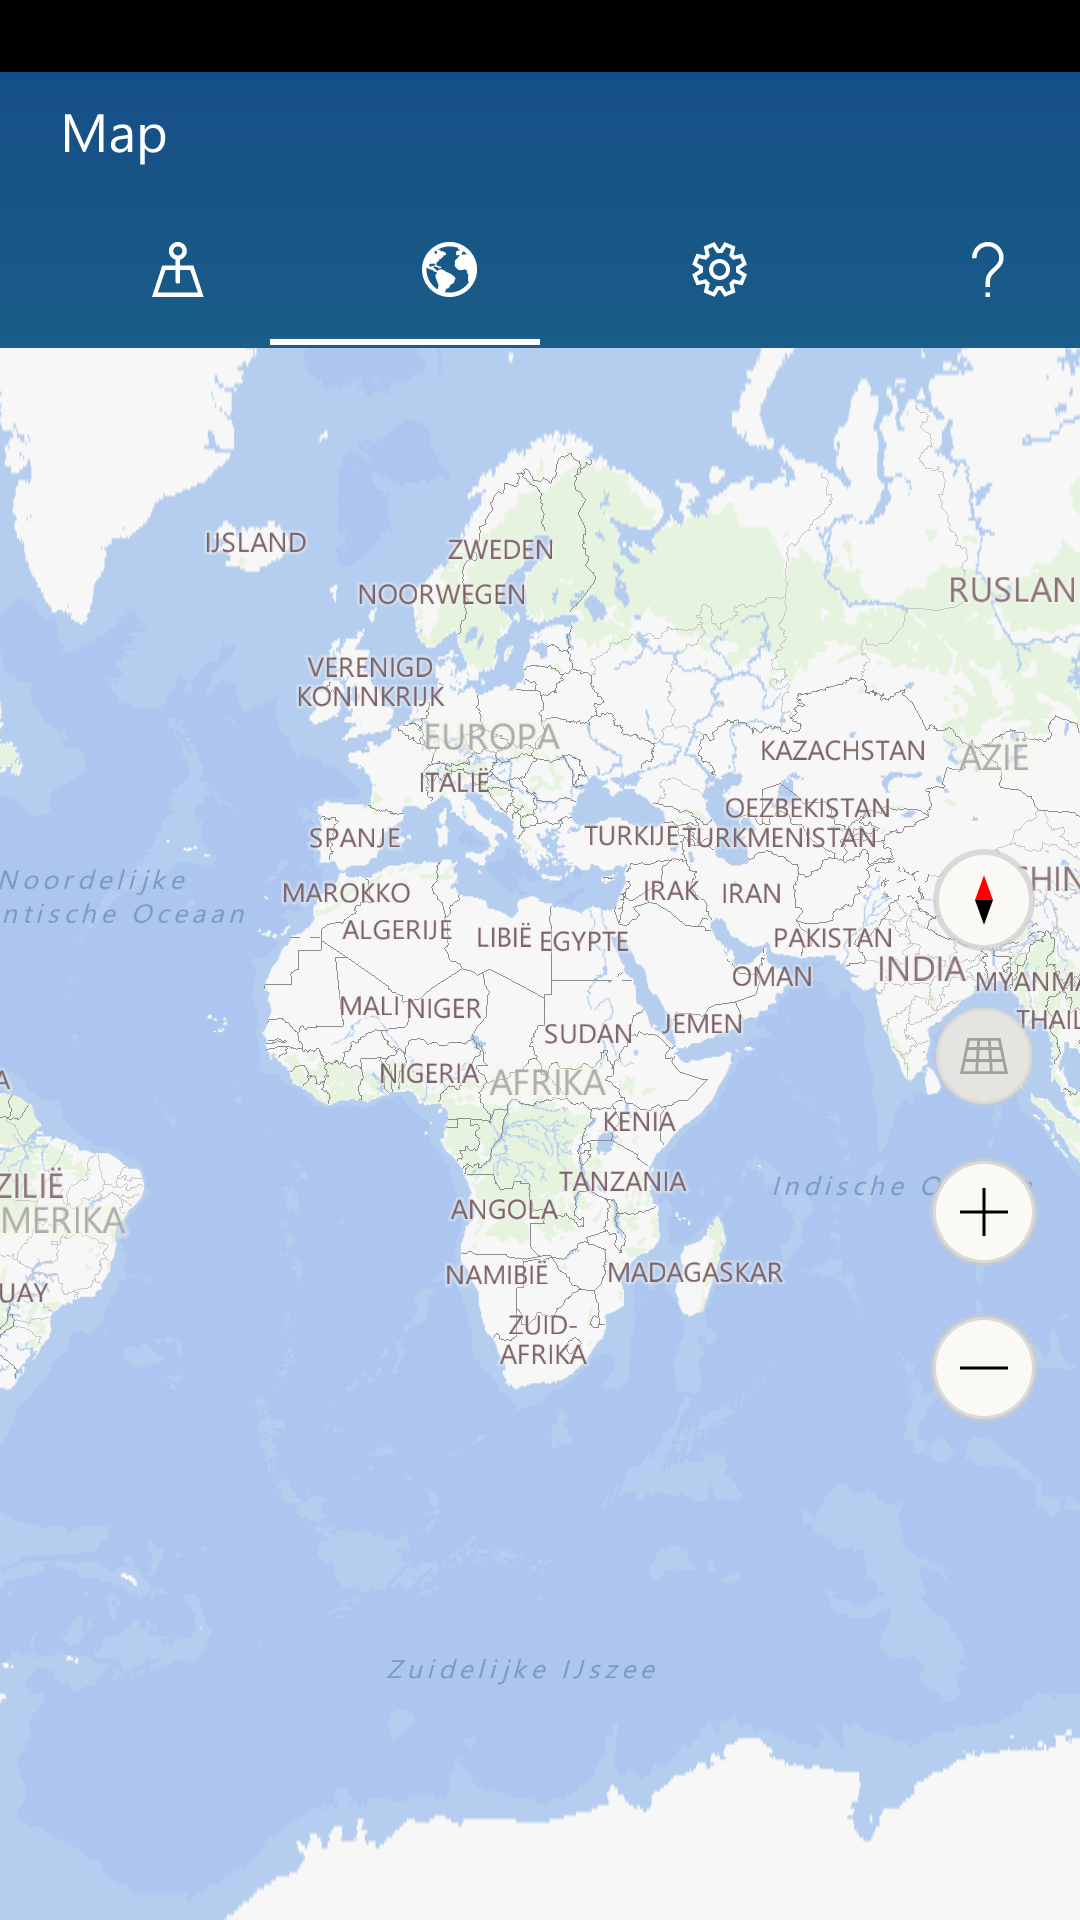 Map
IJSLAND
ZWEDEN
NOORWEGEN
RUSLAN
VERENIGD
KONINKRIJK
EUROPA
KAZACHSTAN
AZIË
ITALIË
OEZBEKISTAN
SPANJE
TURKIJE
TURKMENISTAN
Noordelijke
ntische Oceaan
MAROKKO
IRAK
IRAN
HIN
ALGERIJE
LIBIË
EGYPTE
PAKISTAN
INDIA
OMAN
MYANMA
MALI
NIGER
SUDAN
JEMEN
THAIL
NIGERIA
AFRIKA
A
KENIA
ZILIË
MERIKA
TANZANIA
Indische O
ANGOLA
NAMIBIË
MADAGASKAR
UAY
ZUID-
AFRIKA
Zuidelijke IJszee